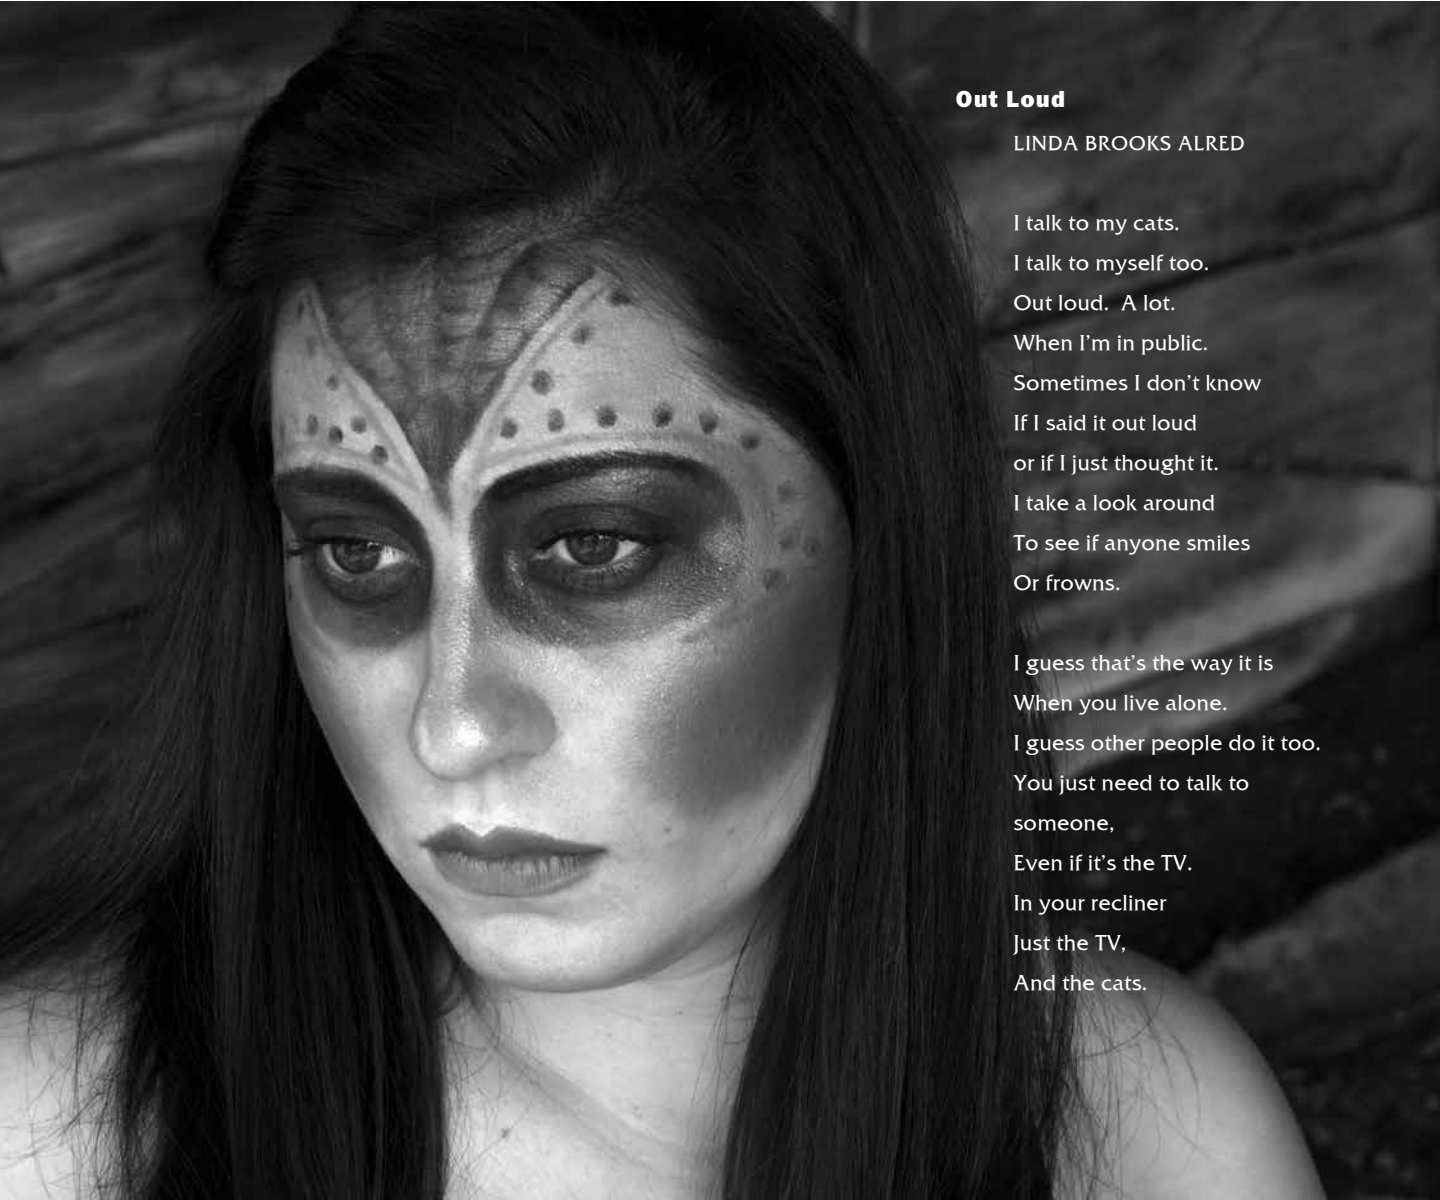 Out Loud
LINDA BROOKS ALRED
I talk to my cats.
I talk to myself too.
Out loud.  A lot.
When I’m in public.
Sometimes I don’t know
If I said it out loud
or if I just thought it.
I take a look around
To see if anyone smiles
Or frowns.
I guess that’s the way it is
When you live alone.
I guess other people do it too.
You just need to talk to
someone,
Even if it’s the TV.
In your recliner
Just the TV,
And the cats.